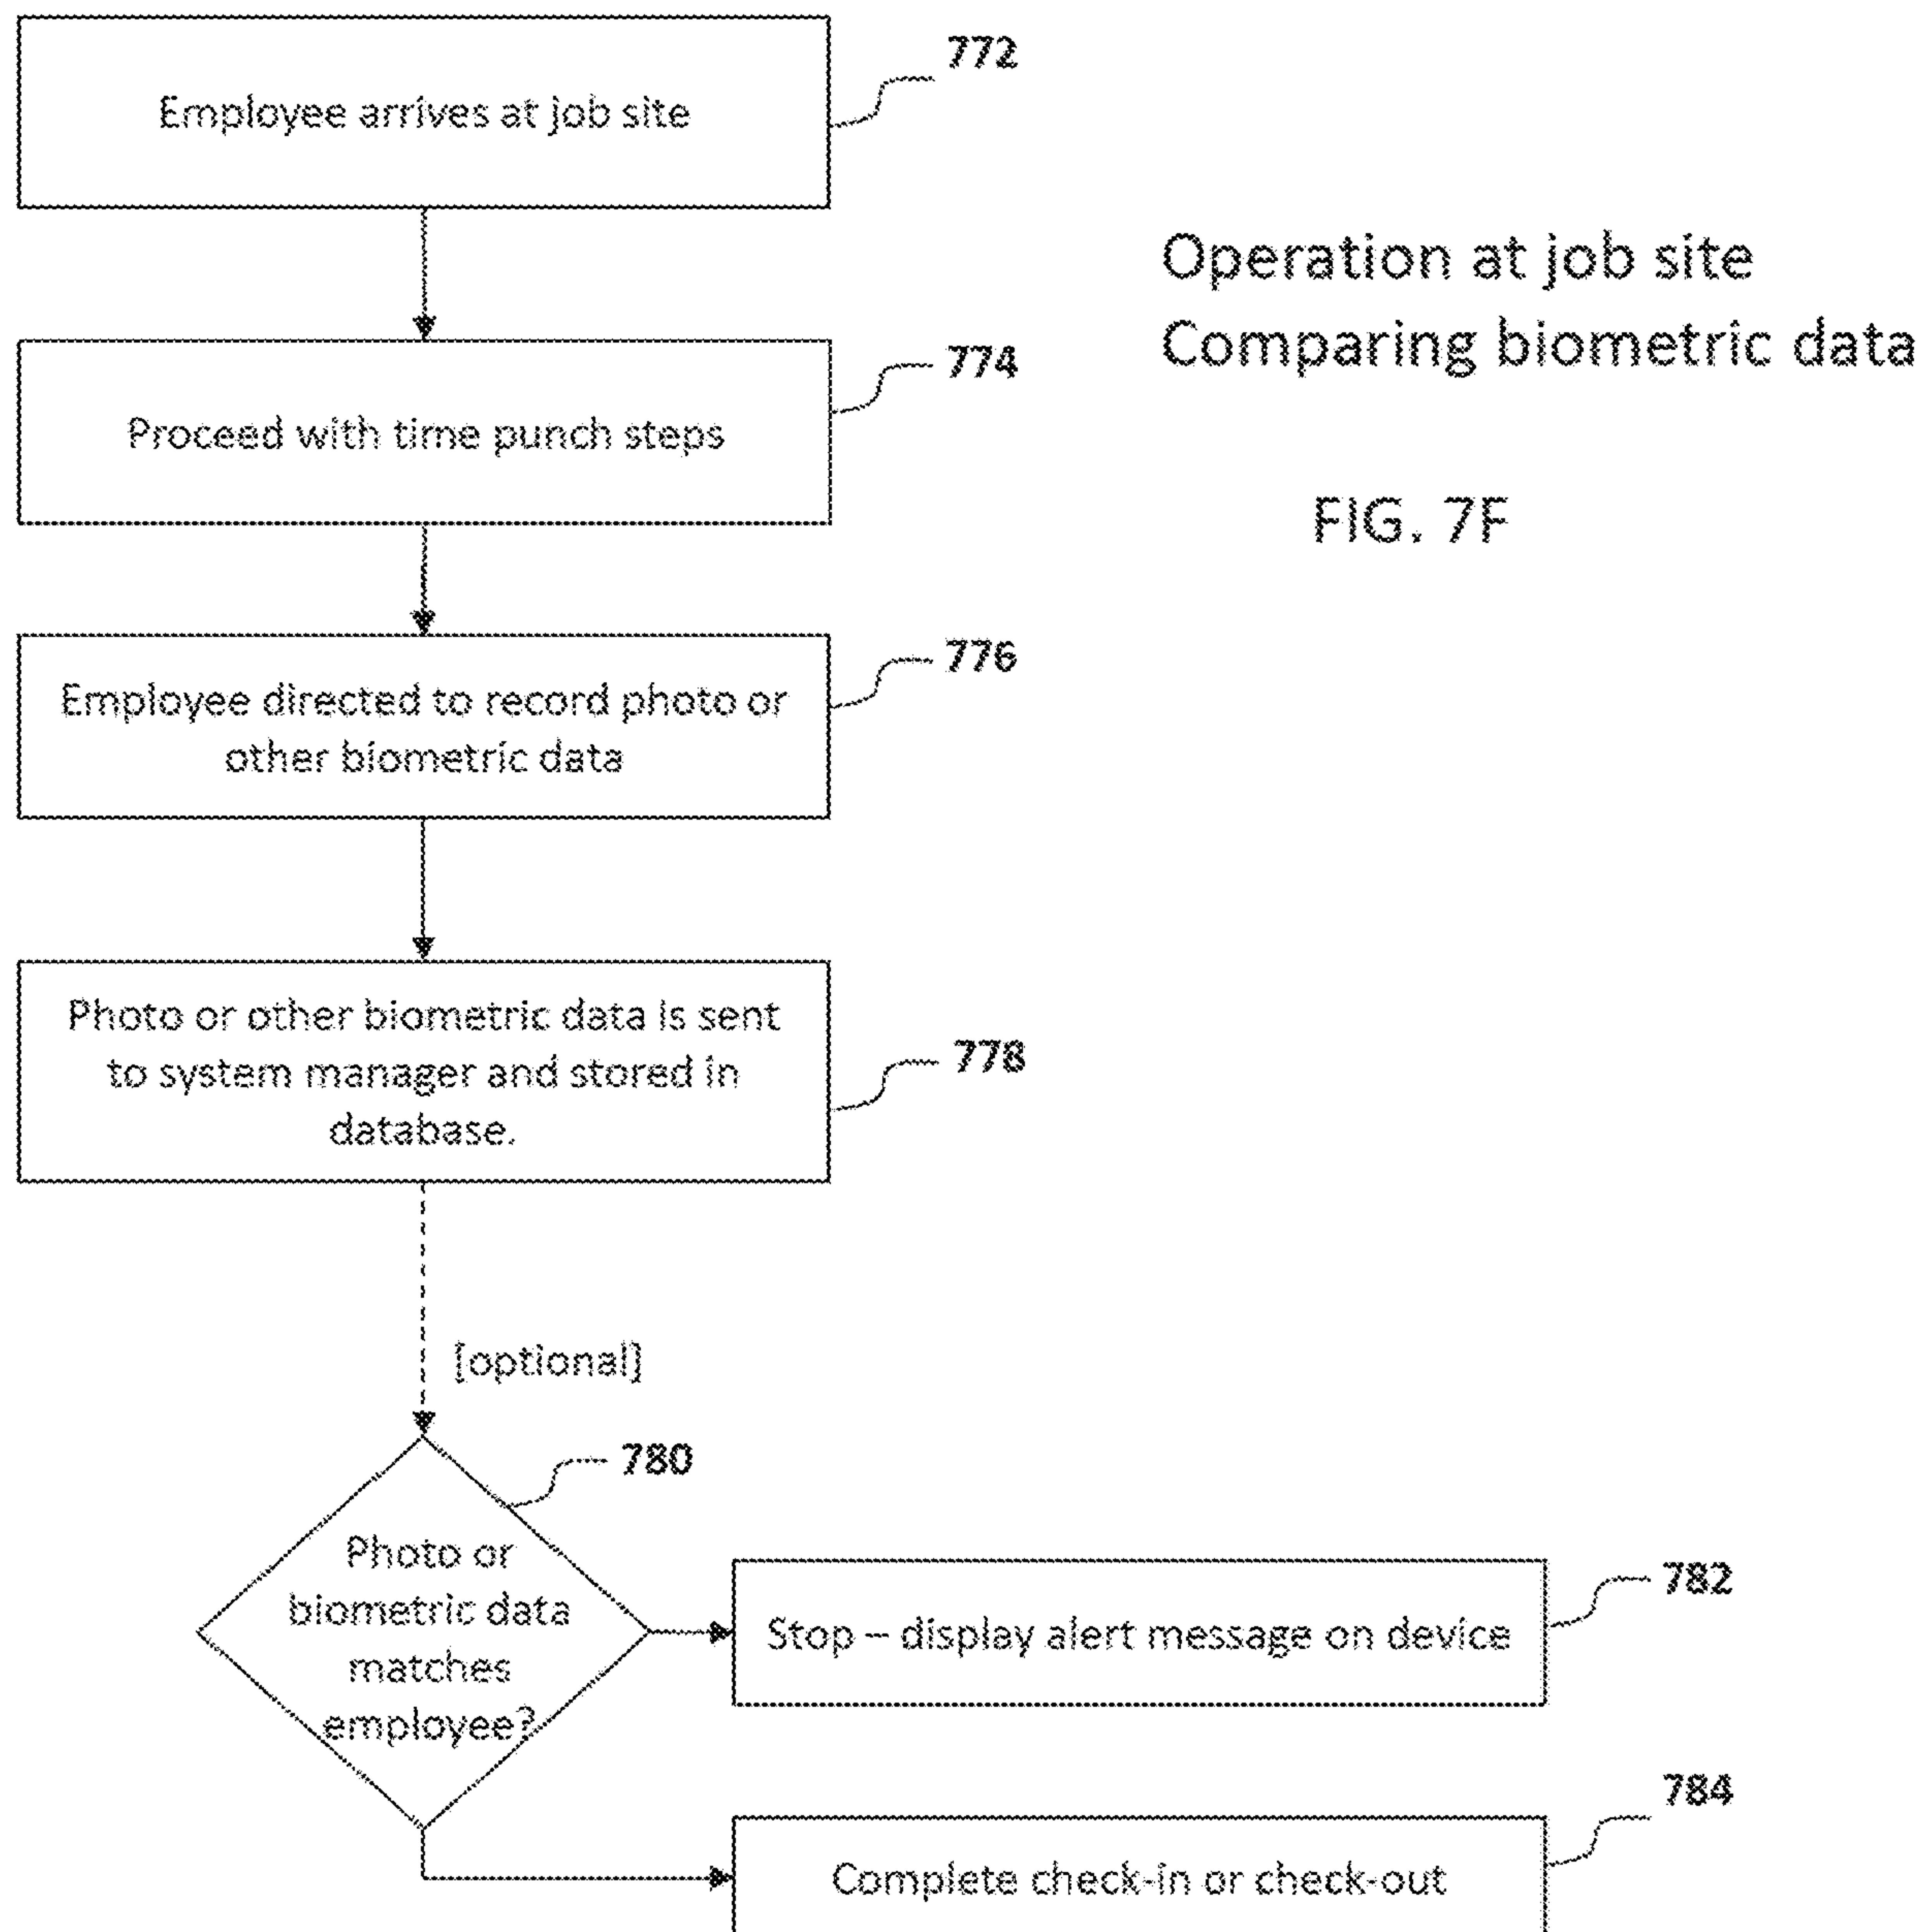 772
Employee arrives at job site
Operation at job site
Comparing biometric data
774
Proceed with time punch steps
FIG. 7F
776
Employee directed to record photo or
other biometric data
Photo or other biometric data is sent
to system manager and stored in
database.
778
[optional]
780
Photo or
biometric data
matches
employee?
782
Stop – display alert message on device
784
Complete check-in or check-out